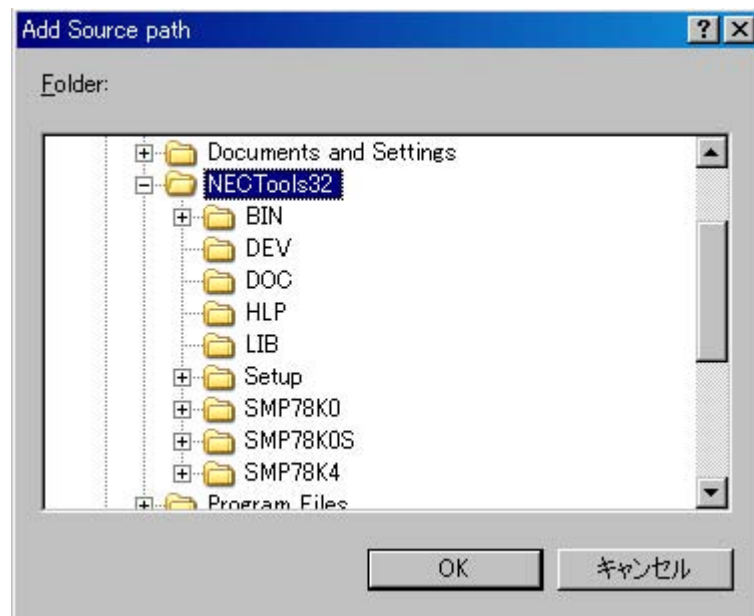 Add Source path
Folder:
Documents and Settings
NECTools32
BIN
DEV
DOC
HLP
LIB
Setup
SMP78K0
SMP78K0S
SMP78K4
Program Files
OK
キャンセル